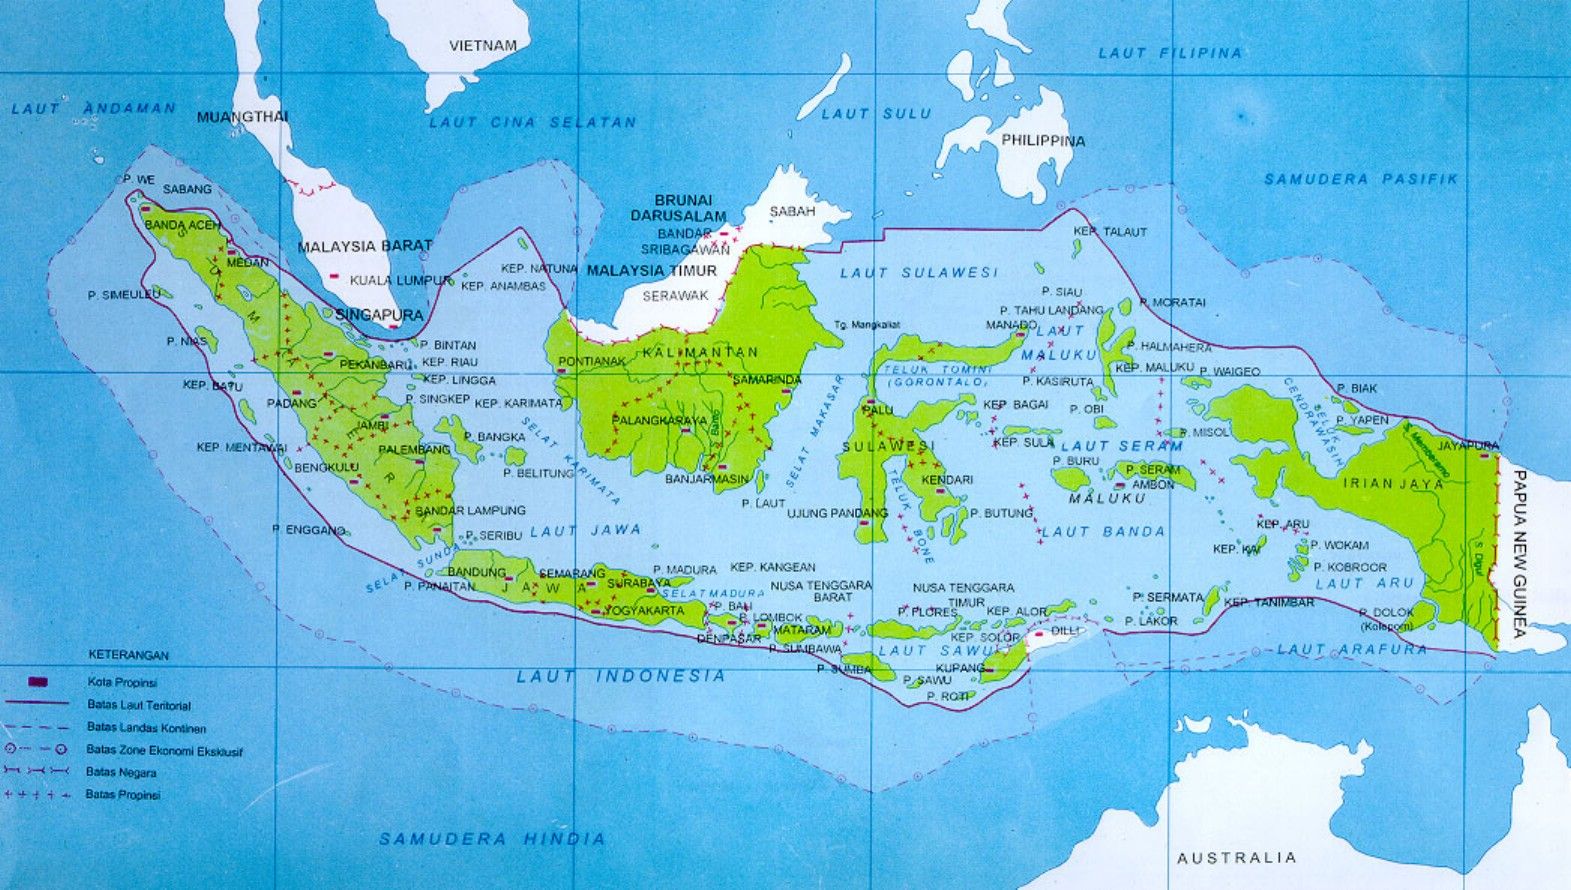 VIETNAM
LAUT FILIPINA
LAUT ANDAMAN
MUANGTHAI
LAUT CINA SELATAN
LAUT SULU
PHILIPPINA
P. WE
SABANG
SAMUDERA PASIFIK
BRUNAI
DARUSALAM
BANDAR
SRIBAGAWAN
SABAH
BANDA ACEH
MEDAN
MALAYSIA BARAT
KUALA LUMPUR
KEP. NATUNA
KEP. ANAMBAS
MALAYSIA TIMUR
SERAWAK
LAUT SULAWESI
KEP. TALAUT
P. SIMEULEU
SINGAPURA
P. SIAU
P. TAHU LANDANG
P. MORATAI
MANADO
Tg. Mangkaliat
LAUT
MALUKU
P. NIAS
P. BINTAN
PEKANBARU
KEP. RIAU
PONTIANAK
KALIMANTAN
P. HALMAHERA
KEP. MALUKU
P. WAIGEO
TELUK TOMINI
(GORONTALO)
KEP. BATU
KEP. LINGGA
SAMARINDA
P. KASIRUTA
P. BIAK
PADANG
P. SINGKEP
KEP. KARIMATA
SELAT MAKASAR
PALU
KEP. BAGAI
P. OBI
SELUK
CENDRAWASIH
P. YAPEN
JAMBI
PALANGKARAYA
S. Barito
P. BANGKA
SELAT KARIMATA
KEP. MENTAWAI
PALEMBANG
SULAWESI
KEP. SULA
LAUT SERAM
P. MISOL
S. Memberamo
JAYAPURA
SUMATERA
BENGKULU
P. BELITUNG
BANJARMASIN
KENDARI
P. BURU
P. SERAM
AMBON
MALUKU
IRIAN JAYA
PAPUA NEW GUINEA
P. LAUT
UJUNG PANDANG
TELUK BONE
P. BUTUNG
BANDAR LAMPUNG
P. ENGGANO
P. SERIBU
LAUT JAWA
LAUT BANDA
KEP. ARU
KEP. KAI
P. WOKAM
P. KOBROOR
LAUT ARU
S. Digul
SELAT SUNDA
P. PANAITAN
BANDUNG
SEMARANG
JAWA
SURABAYA
P. MADURA
KEP. KANGEAN
SELAT MADURA
YOGYAKARTA
NUSA TENGGARA
BARAT
NUSA TENGGARA
TIMUR
P. BALI
P. LOMBOK
DENPASAR
MATARAM
P. SUMBAWA
P. FLORES
KEP. ALOR
KEP. SOLOR
DILLI
P. SERMATA
P. LAKOR
KEP. TANIMBAR
P. DOLOK
(Kolepom)
LAUT SAWU
LAUT ARAFURA
P. SUMBA
KUPANG
P. SAWU
P. ROTI
LAUT INDONESIA
KETERANGAN
Kota Propinsi
Batas Laut Teritorial
Batas Landas Kontinen
Batas Zone Ekonomi Eksklusif
Batas Negara
Batas Propinsi
SAMUDERA HINDIA
AUSTRALIA